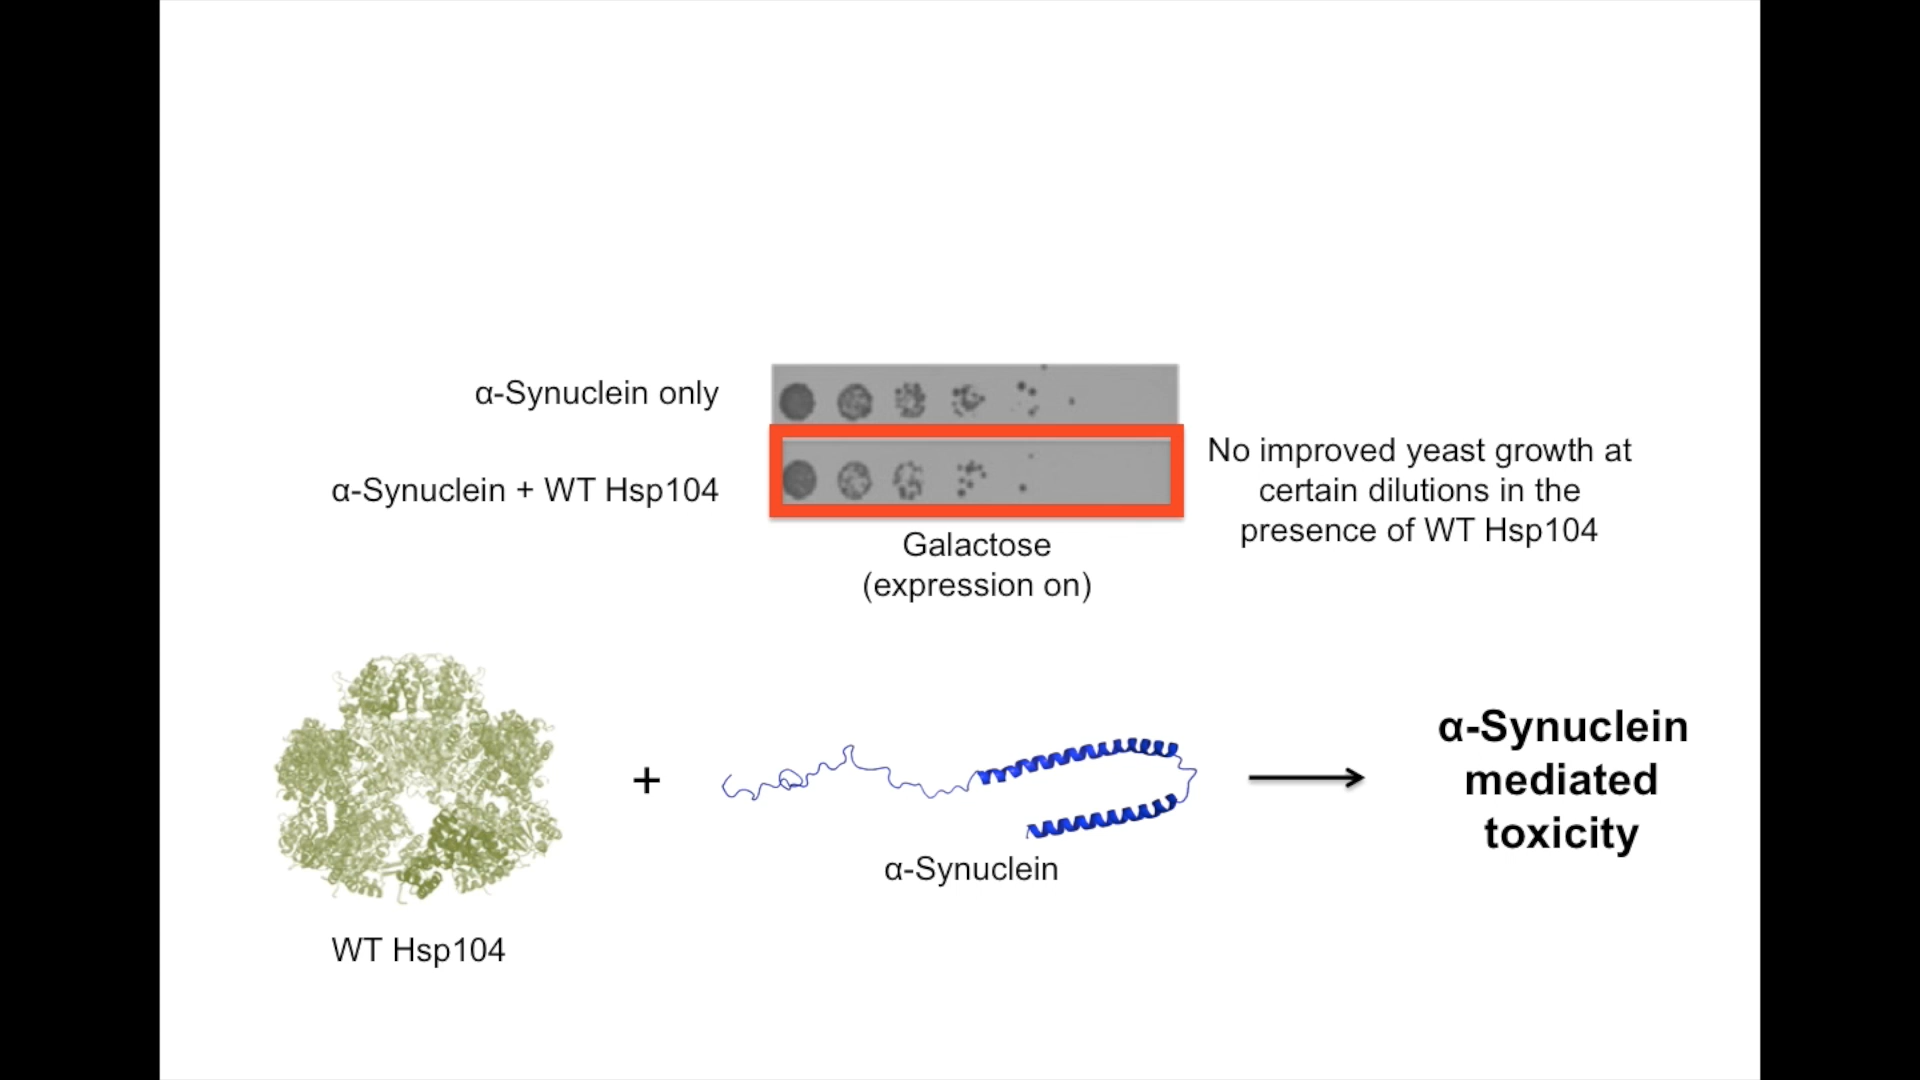 α-Synuclein only
α-Synuclein + WT Hsp104
No improved yeast growth at
certain dilutions in the
presence of WT Hsp104
Galactose
(expression on)
+
α-Synuclein
WT Hsp104
α-Synuclein
mediated
toxicity